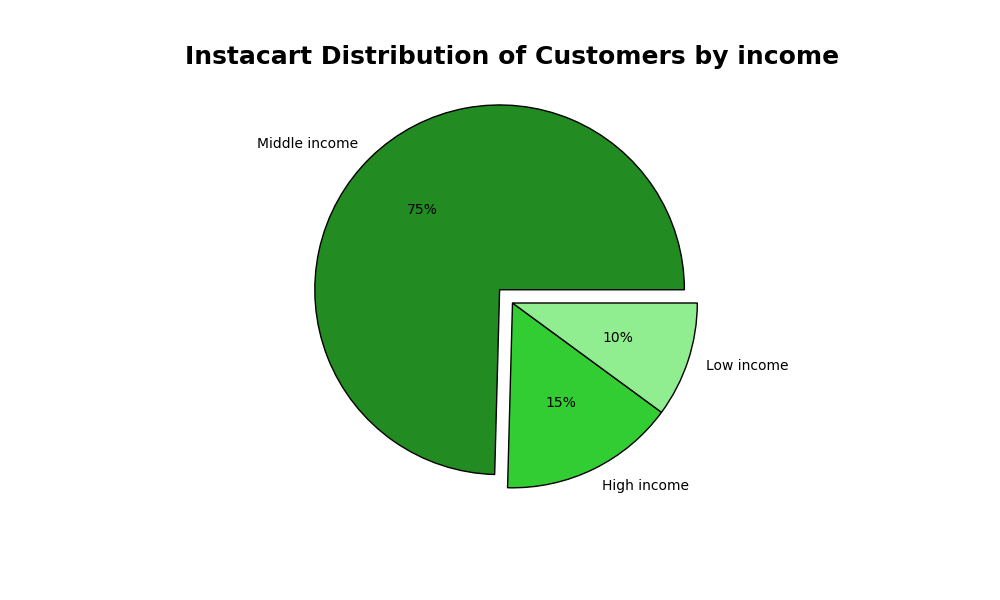 Instacart Distribution of Customers by income
Middle income
75%
10%
Low income
15%
High income